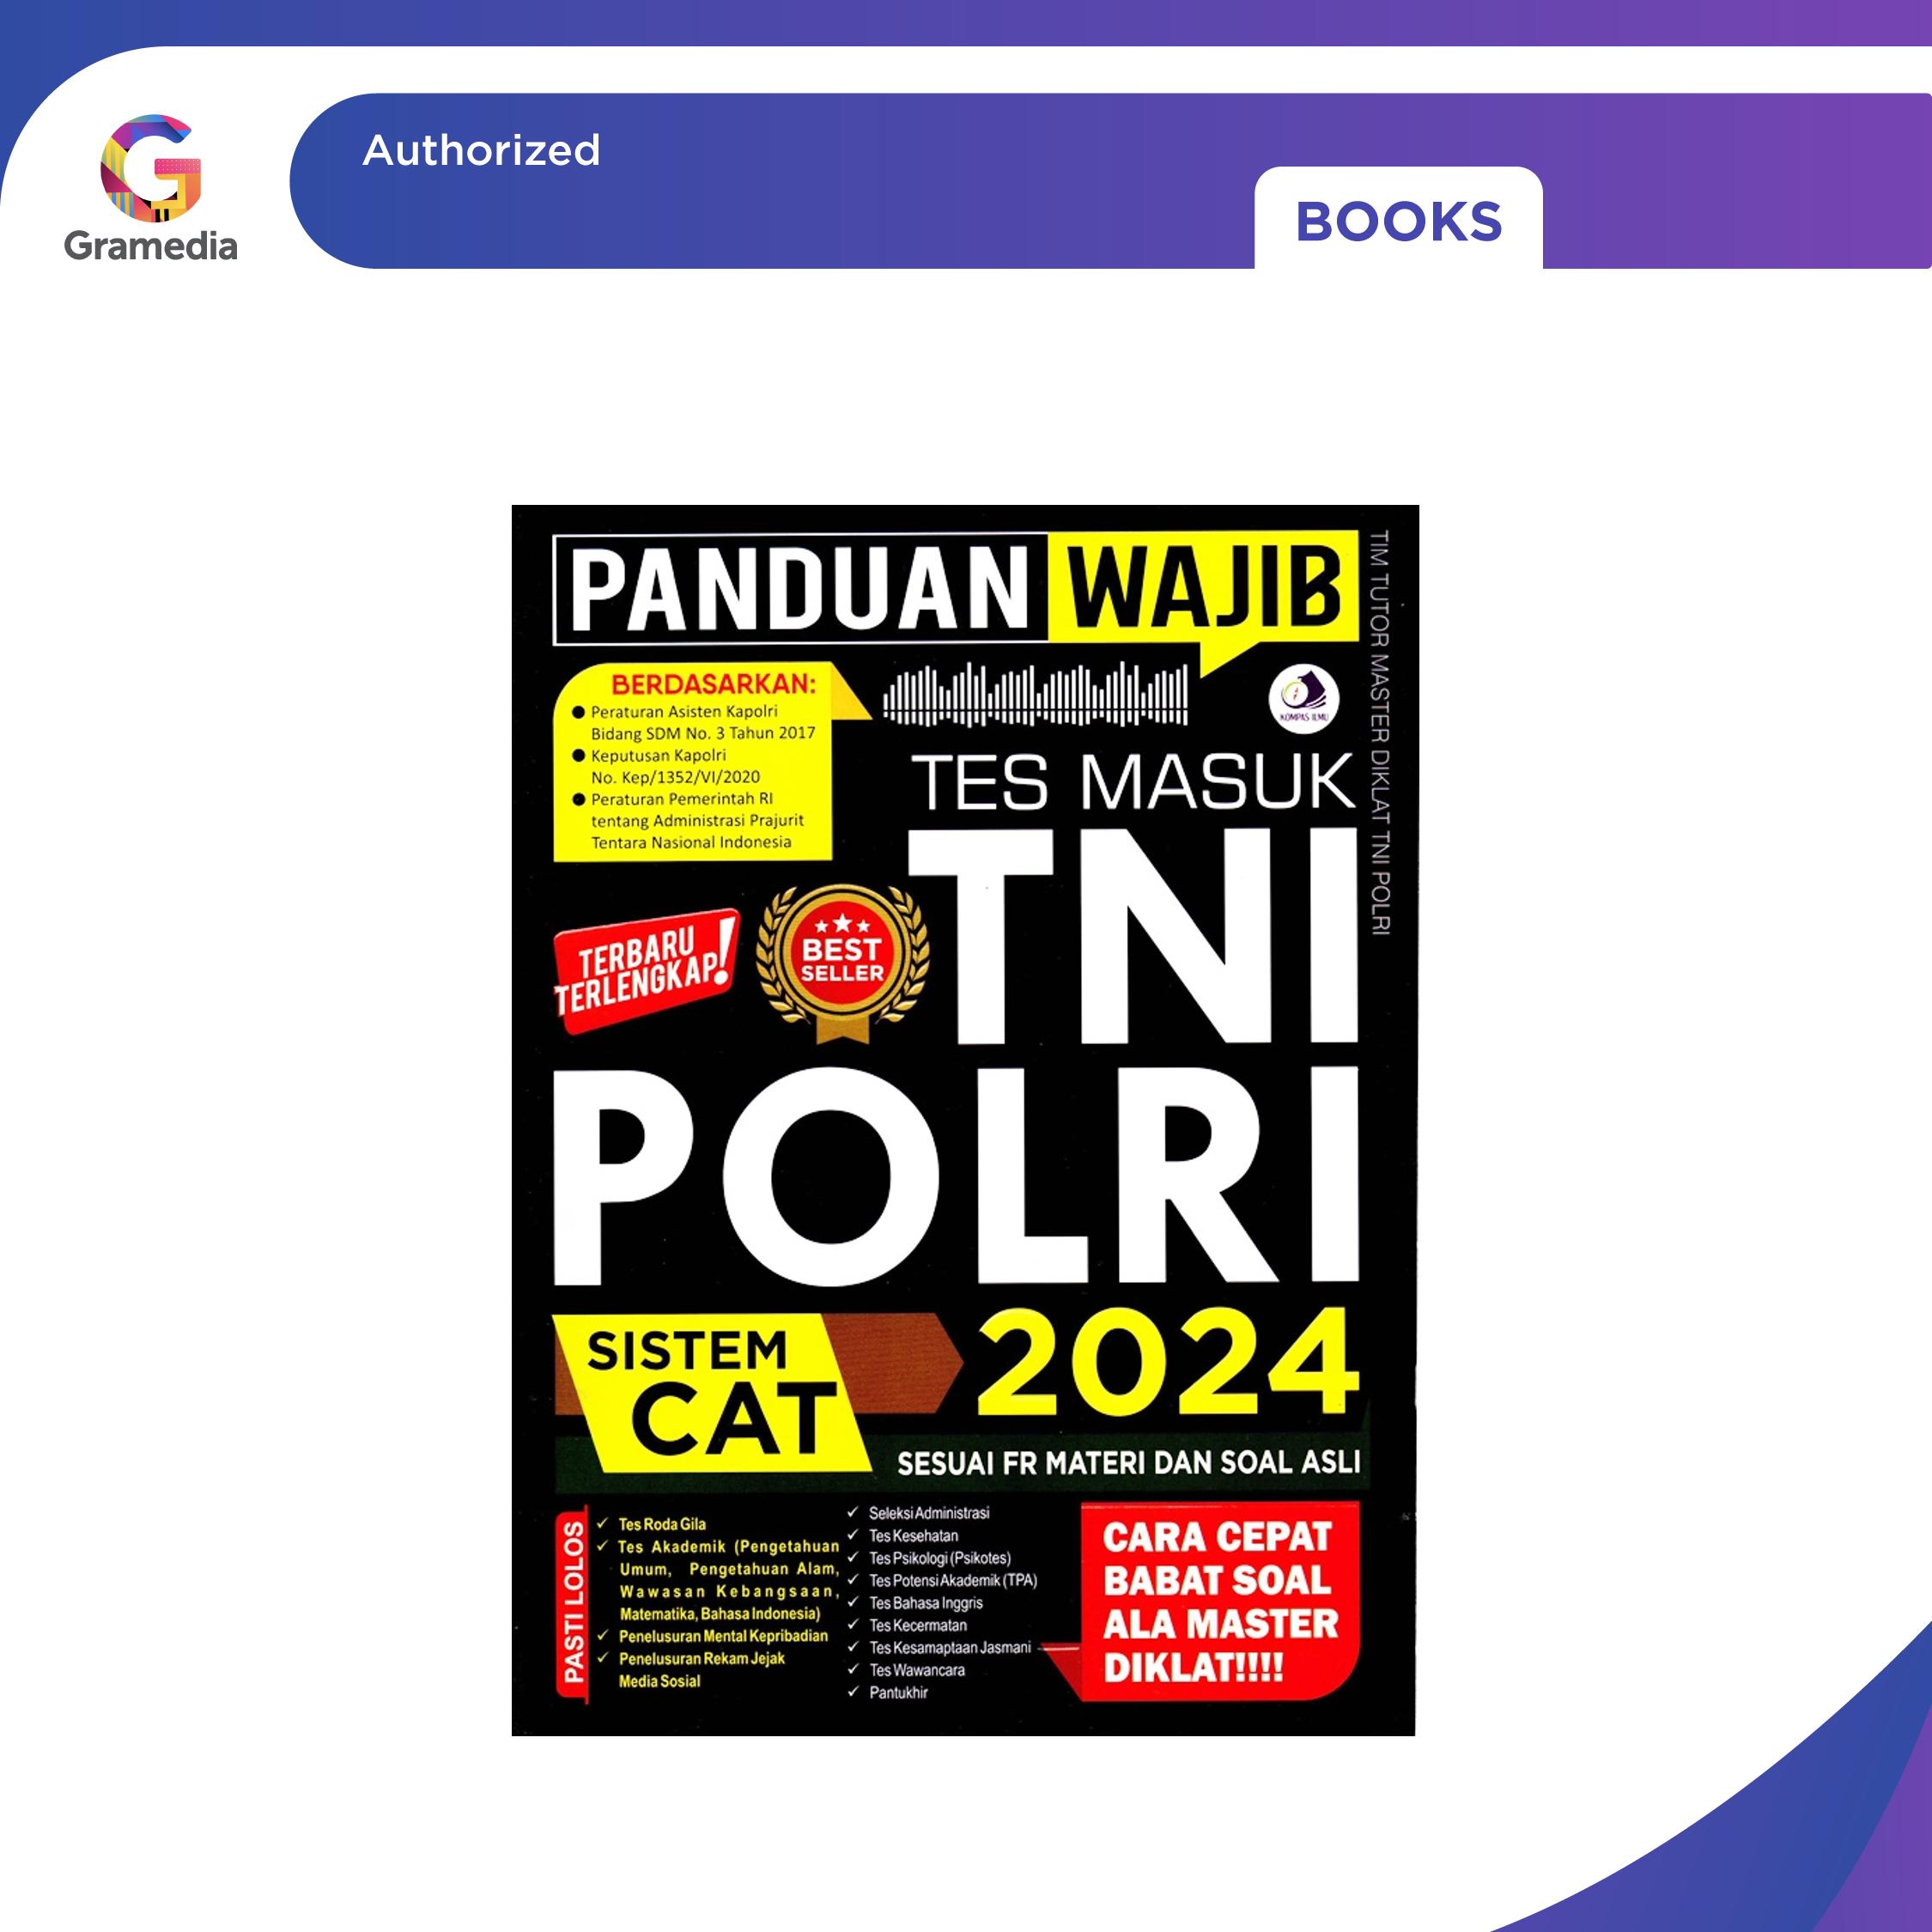 Gramedia
Authorized
BOOKS
PANDUAN WAJIB
TIM TUTOR MASTER DIKLAT TNI POLRI
BERDASARKAN:
● Peraturan Asisten Kapolri
Bidang SDM No. 3 Tahun 2017
● Keputusan Kapolri
No. Kep/1352/VI/2020
● Peraturan Pemerintah RI
tentang Administrasi Prajurit
Tentara Nasional Indonesia
KOMPAS ILMU
TES MASUK
TNI
TERBARU
TERLENGKAP!
BEST
SELLER
POLRI
SISTEM
CAT
2024
SESUAI FR MATERI DAN SOAL ASLI
PASTI LOLOS
✓ Tes Roda Gila
✓ Tes Akademik (Pengetahuan
Umum, Pengetahuan Alam,
Wawasan Kebangsaan,
Matematika, Bahasa Indonesia)
✓ Penelusuran Mental Kepribadian
✓ Penelusuran Rekam Jejak
Media Sosial
✓ Seleksi Administrasi
✓ Tes Kesehatan
✓ Tes Psikologi (Psikotes)
✓ Tes Potensi Akademik (TPA)
✓ Tes Bahasa Inggris
✓ Tes Kecermatan
✓ Tes Kesamaptaan Jasmani
✓ Tes Wawancara
✓ Pantukhir
CARA CEPAT
BABAT SOAL
ALA MASTER
DIKLAT!!!!